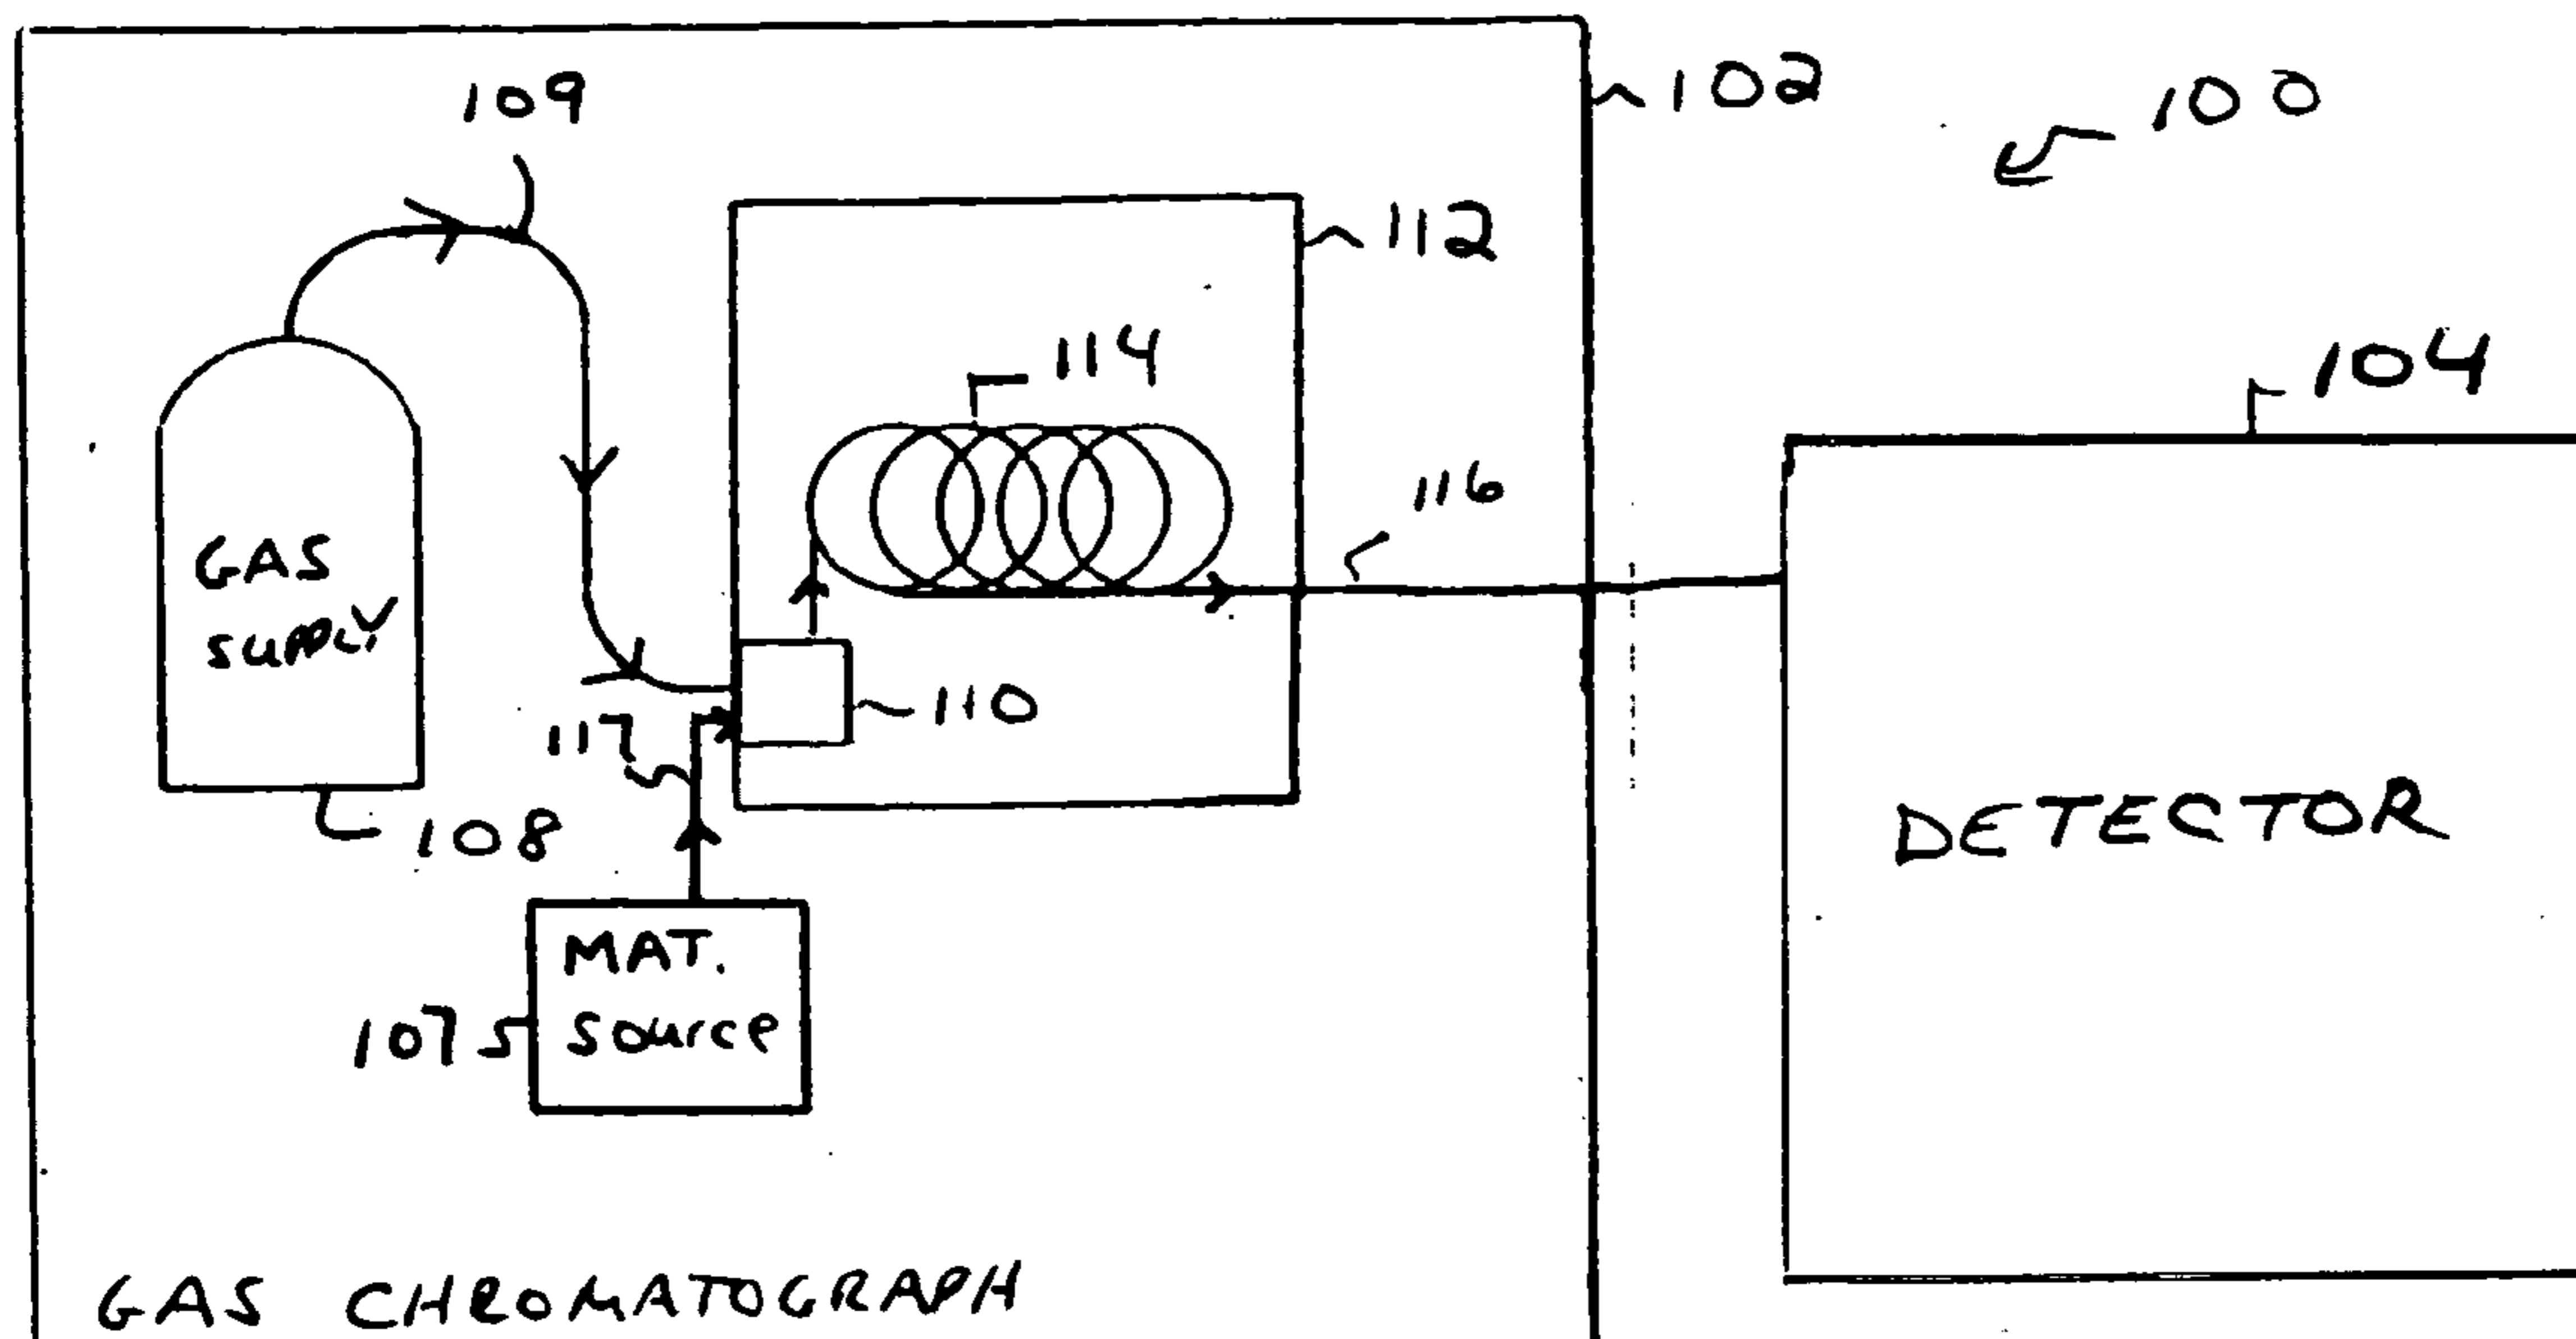 109
102
100
112
114
104
116
GAS
SUPPLY
110
117
108
DETECTOR
MAT.
Source
107
GAS CHROMATOGRAPH